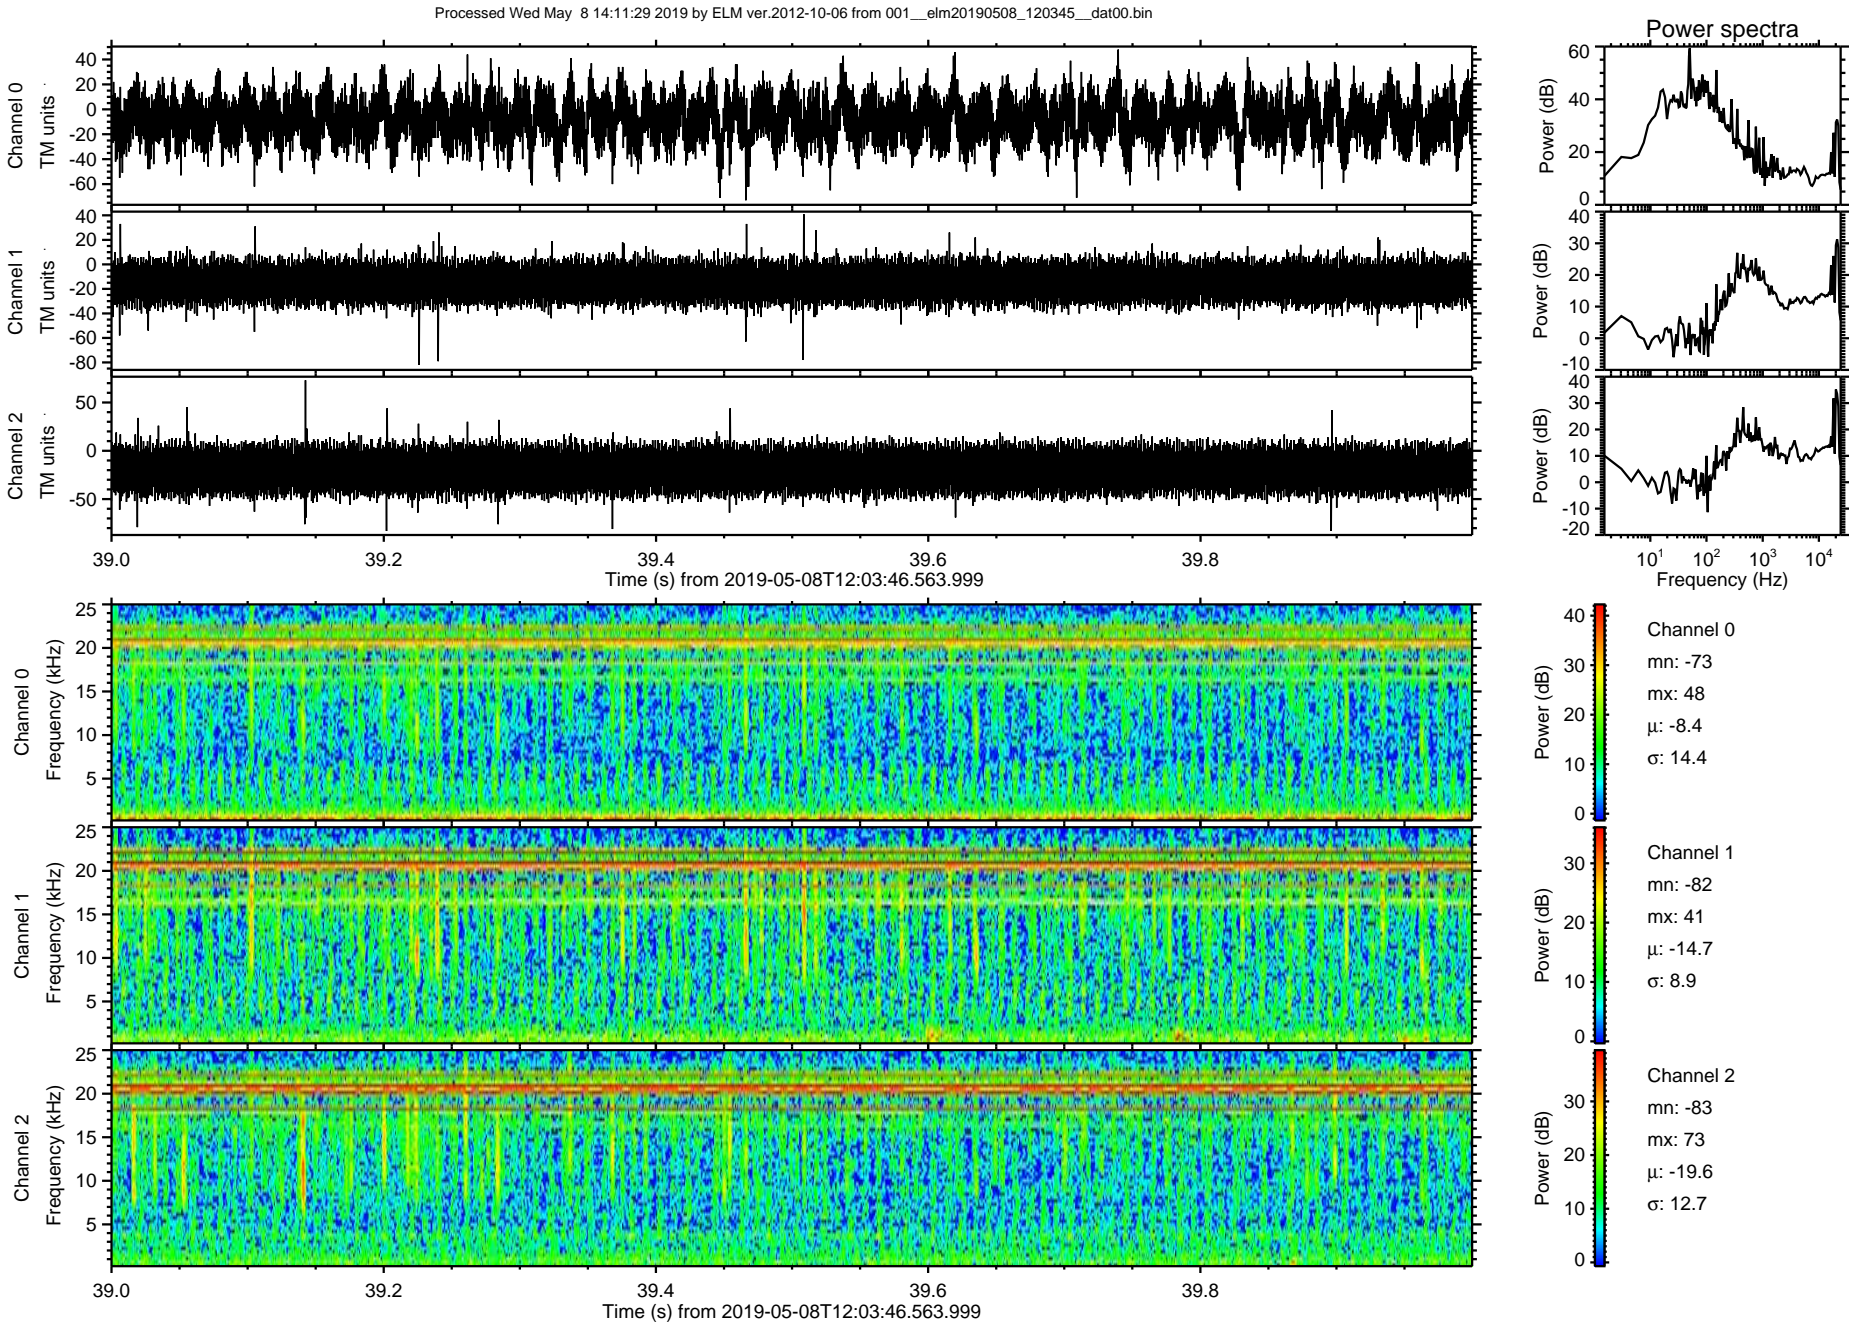 Processed Wed May  8 14:11:29 2019 by ELM ver.2012-10-06 from 001__elm20190508_120345__dat00.bin
Power spectra
Channel 0
TM units
40
20
0
-20
-40
-60
Power (dB)
60
40
20
0
Channel 1
TM units
40
20
0
-20
-40
-60
-80
Power (dB)
40
30
20
10
0
-10
Channel 2
TM units
50
0
-50
Power (dB)
40
30
20
10
0
-10
-20
39.0 39.2 39.4 39.6 39.8
Time (s) from 2019-05-08T12:03:46.563.999
10¹ 10² 10³ 10⁴
Frequency (Hz)
Channel 0
Frequency (kHz)
25
20
15
10
5
Power (dB)
40
30
20
10
0
Channel 0
mn: -73
mx: 48
μ: -8.4
σ: 14.4
Channel 1
Frequency (kHz)
25
20
15
10
5
Power (dB)
30
20
10
0
Channel 1
mn: -82
mx: 41
μ: -14.7
σ: 8.9
Channel 2
Frequency (kHz)
25
20
15
10
5
Power (dB)
30
20
10
0
Channel 2
mn: -83
mx: 73
μ: -19.6
σ: 12.7
39.0 39.2 39.4 39.6 39.8
Time (s) from 2019-05-08T12:03:46.563.999